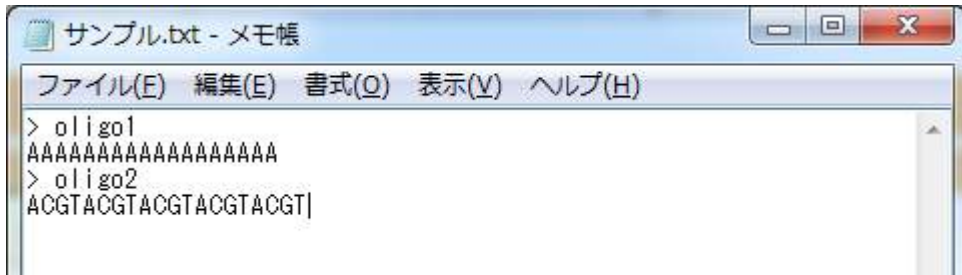 サンプル.txt - メモ帳
ファイル(F) 編集(E) 書式(O) 表示(V) ヘルプ(H)
> oligo1
AAAAAAAAAAAAAAAAAA
> oligo2
ACGTACGTACGTACGTACGT